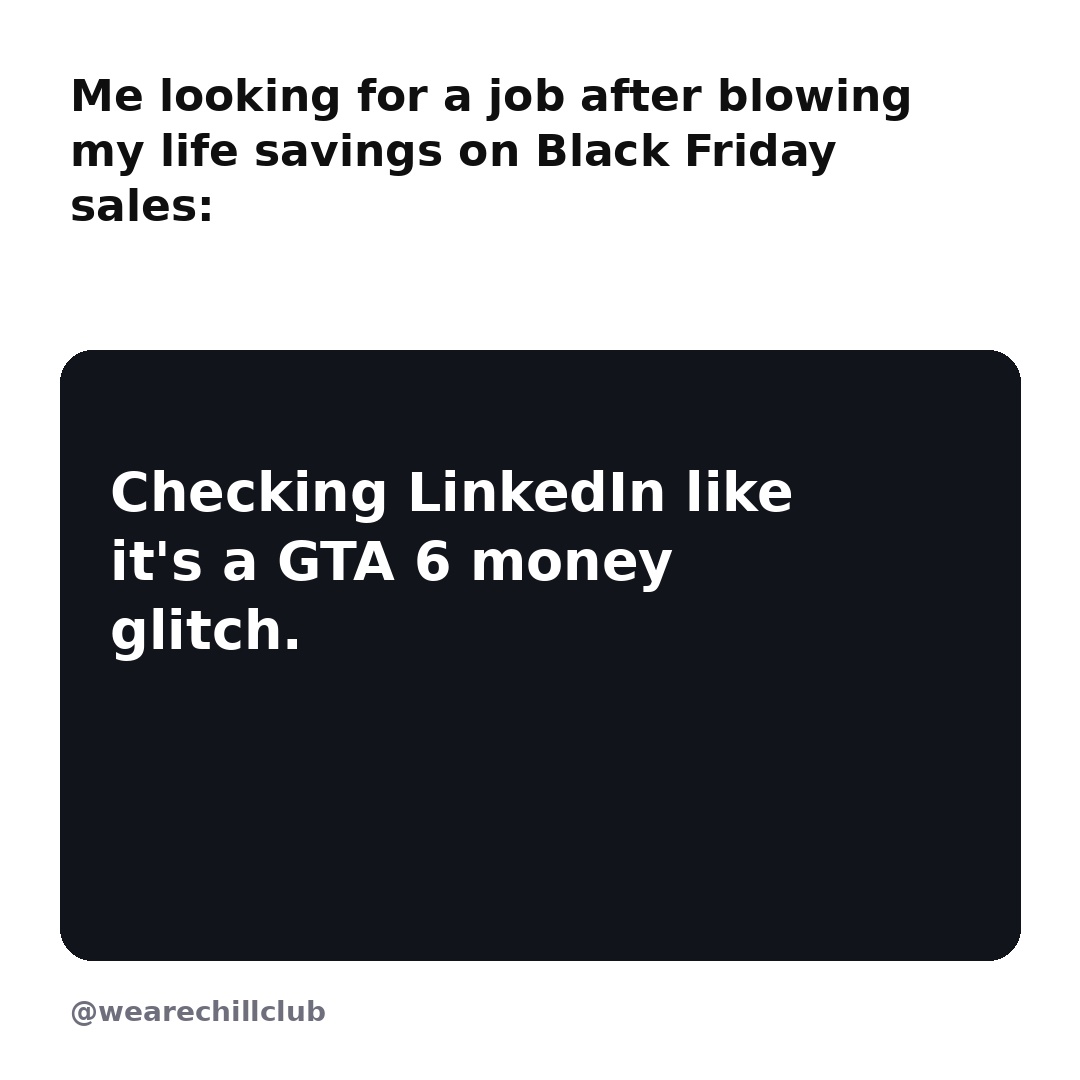 Me looking for a job after blowing
my life savings on Black Friday
sales:
Checking LinkedIn like
it's a GTA 6 money
glitch.
@wearechillclub